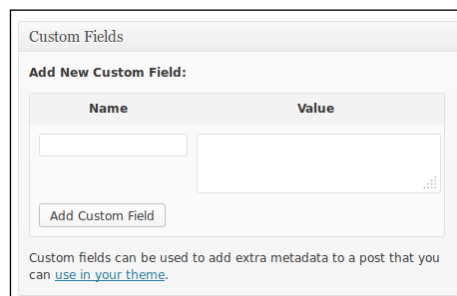 Custom Fields
Add New Custom Field:
Name Value
Add Custom Field
Custom fields can be used to add extra metadata to a post that you
can use in your theme.